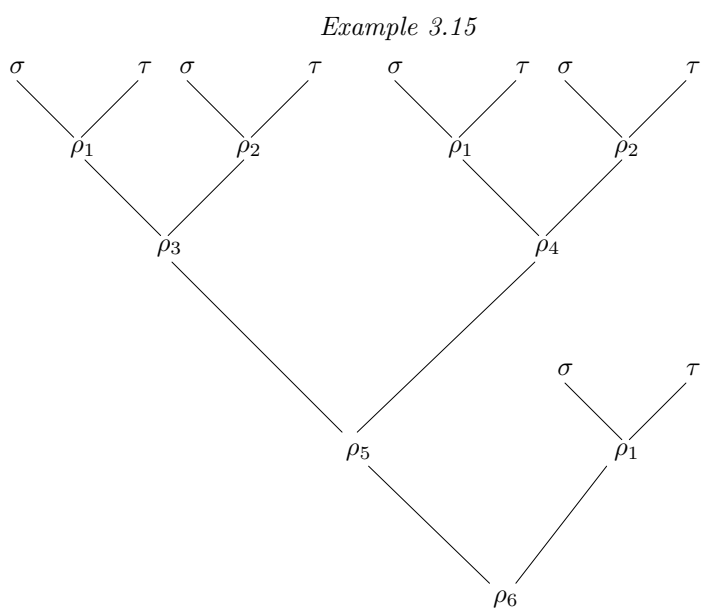 Example 3.15
σ τ σ τ σ τ σ τ
ρ₁ ρ₂ ρ₁ ρ₂
ρ₃ ρ₄
σ τ
ρ₅ ρ₁
ρ₆